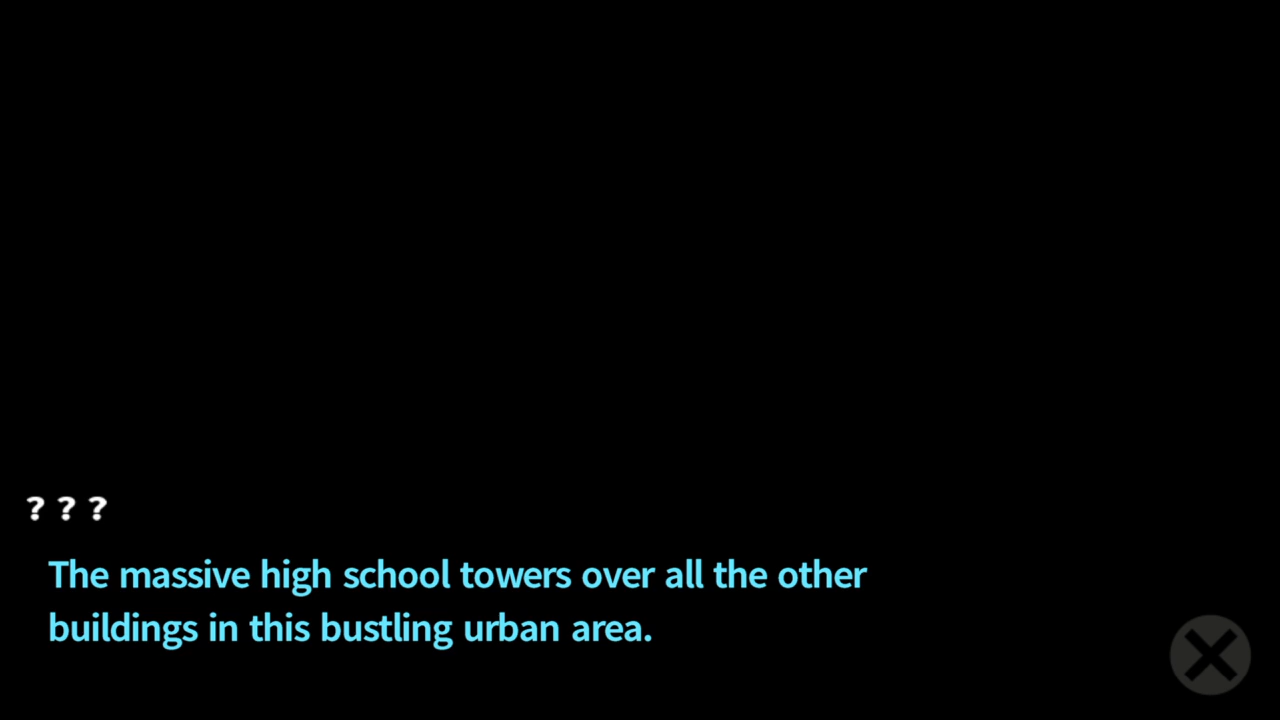 ? ? ?
The massive high school towers over all the other
buildings in this bustling urban area.